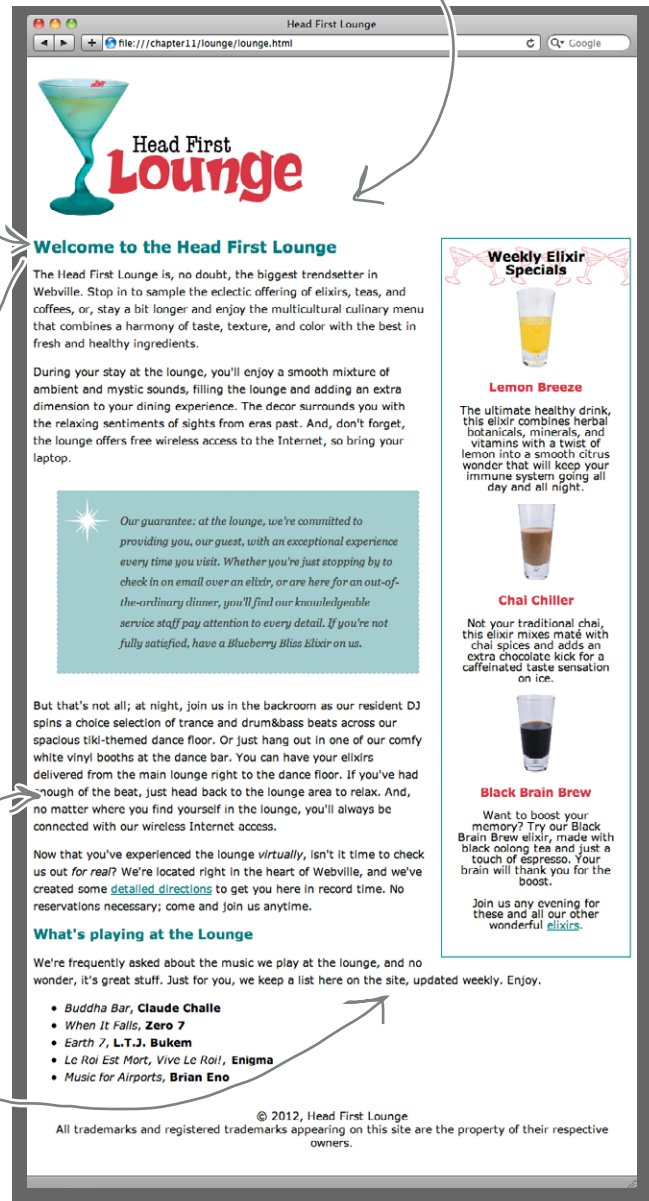 Head First Lounge
file:///chapter11/lounge/lounge.html
Google
Head First
Lounge
Welcome to the Head First Lounge
The Head First Lounge is, no doubt, the biggest trendsetter in
Webville. Stop in to sample the eclectic offering of elixirs, teas, and
coffees, or, stay a bit longer and enjoy the multicultural culinary menu
that combines a harmony of taste, texture, and color with the best in
fresh and healthy ingredients.
During your stay at the lounge, you'll enjoy a smooth mixture of
ambient and mystic sounds, filling the lounge and adding an extra
dimension to your dining experience. The decor surrounds you with
the relaxing sentiments of sights from eras past. And, don't forget,
the lounge offers free wireless access to the Internet, so bring your
laptop.
Our guarantee: at the lounge, we're committed to
providing you, our guest, with an exceptional experience
every time you visit. Whether you're just stopping by to
check in on email over an elixir, or are here for an out-of-
the-ordinary dinner, you'll find our knowledgeable
service staff pay attention to every detail. If you're not
fully satisfied, have a Blueberry Bliss Elixir on us.
But that's not all; at night, join us in the backroom as our resident DJ
spins a choice selection of trance and drum&bass beats across our
spacious tiki-themed dance floor. Or just hang out in one of our comfy
white vinyl booths at the dance bar. You can have your elixirs
delivered from the main lounge right to the dance floor. If you've had
enough of the beat, just head back to the lounge area to relax. And,
no matter where you find yourself in the lounge, you'll always be
connected with our wireless Internet access.
Now that you've experienced the lounge virtually, isn't it time to check
us out for real? We're located right in the heart of Webville, and we've
created some detailed directions to get you here in record time. No
reservations necessary; come and join us anytime.
What's playing at the Lounge
We're frequently asked about the music we play at the lounge, and no
wonder, it's great stuff. Just for you, we keep a list here on the site, updated weekly. Enjoy.
• Buddha Bar, Claude Challe
• When It Falls, Zero 7
• Earth 7, L.T.J. Bukem
• Le Roi Est Mort, Vive Le Roi!, Enigma
• Music for Airports, Brian Eno
Weekly Elixir
Specials
Lemon Breeze
The ultimate healthy drink,
this elixir combines herbal
botanicals, minerals, and
vitamins with a twist of
lemon into a smooth citrus
wonder that will keep your
immune system going all
day and all night.
Chai Chiller
Not your traditional chai,
this elixir mixes maté with
chai spices and adds an
extra chocolate kick for a
caffeinated taste sensation
on ice.
Black Brain Brew
Want to boost your
memory? Try our Black
Brain Brew elixir, made with
black oolong tea and just a
touch of espresso. Your
brain will thank you for the
boost.
Join us any evening for
these and all our other
wonderful elixirs.
© 2012, Head First Lounge
All trademarks and registered trademarks appearing on this site are the property of their respective
owners.